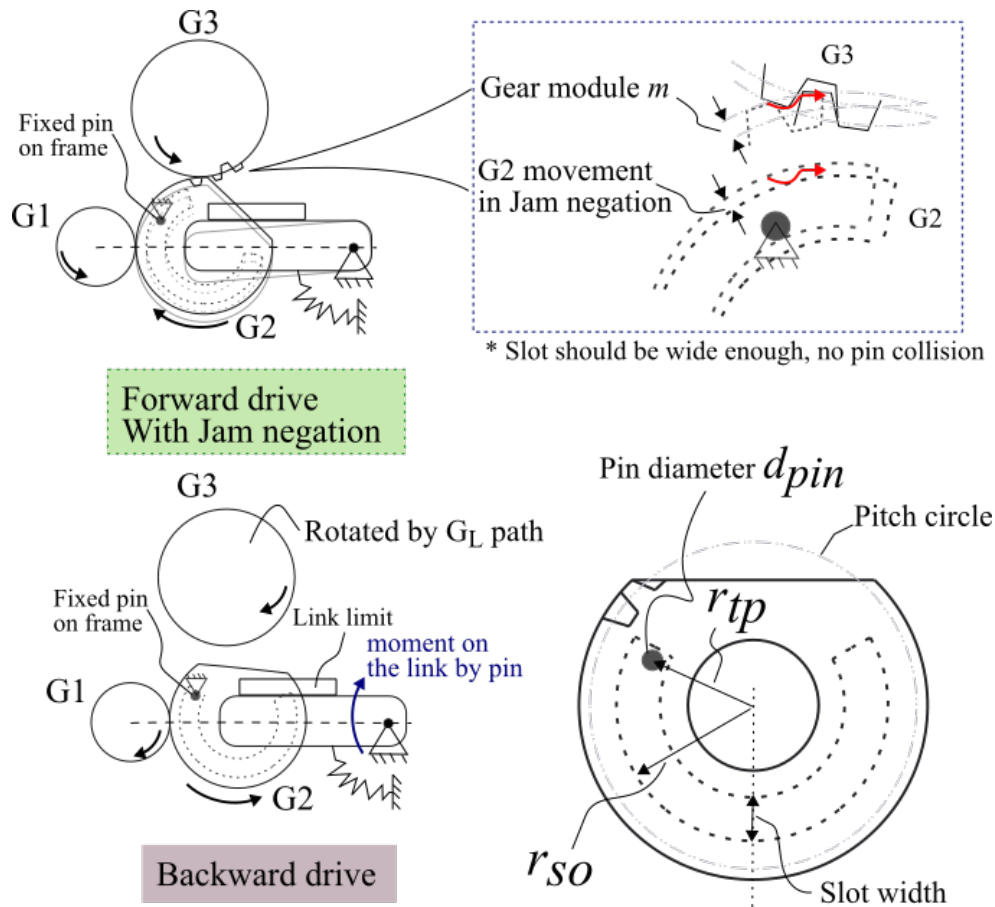 G3
Fixed pin
on frame
G1
G2
Gear module m
G3
G2 movement
in Jam negation
G2
* Slot should be wide enough, no pin collision
Forward drive
With Jam negation
G3
Rotated by GL path
Fixed pin
on frame
Link limit
moment on
the link by pin
G1
G2
Backward drive
Pin diameter dpin
Pitch circle
rtp
rso
Slot width